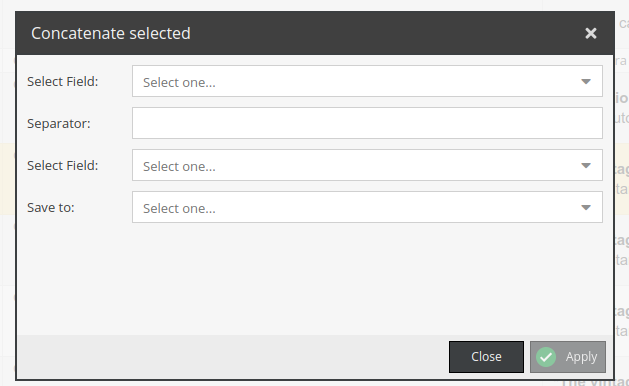 Concatenate selected
Select Field:
Select one...
Separator:
Select Field:
Select one...
Save to:
Select one...
Close
Apply